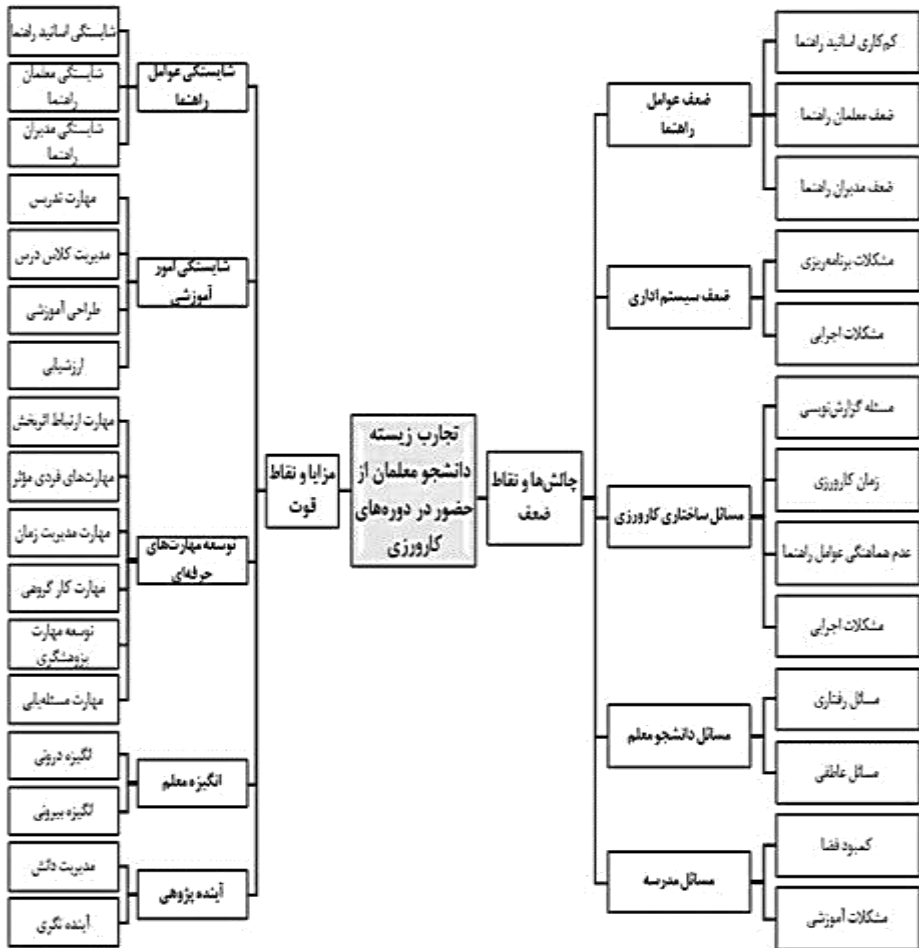 تجارب زیسته
دانشجو معلمان از
حضور در دوره‌های
کارورزی
چالش‌ها و نقاط
ضعف
ضعف عوامل
راهنما
کم‌کاری اساتید راهنما
ضعف معلمان راهنما
ضعف مدیران راهنما
ضعف سیستم اداری
مشکلات برنامه‌ریزی
مشکلات اجرایی
مسائل ساختاری کارورزی
مسئله گزارش‌نویسی
زمان کارورزی
عدم هماهنگی عوامل راهنما
مشکلات اجرایی
مسائل دانشجو معلم
مسائل رفتاری
مسائل عاطفی
مسائل مدرسه
کمبود فضا
مشکلات آموزشی
مزایا و نقاط
قوت
شایستگی عوامل
راهنما
شایستگی اساتید راهنما
شایستگی معلمان
راهنما
شایستگی مدیران
راهنما
شایستگی امور
آموزشی
مهارت تدریس
مدیریت کلاس درس
طراحی آموزشی
ارزشیابی
توسعه مهارت‌های
حرفه‌ای
مهارت ارتباط اثربخش
مهارت‌های فردی مؤثر
مهارت مدیریت زمان
مهارت کار گروهی
توسعه مهارت
پژوهشگری
مهارت مسئله‌یابی
انگیزه معلم
انگیزه درونی
انگیزه بیرونی
آینده پژوهی
مدیریت دانش
آینده نگری